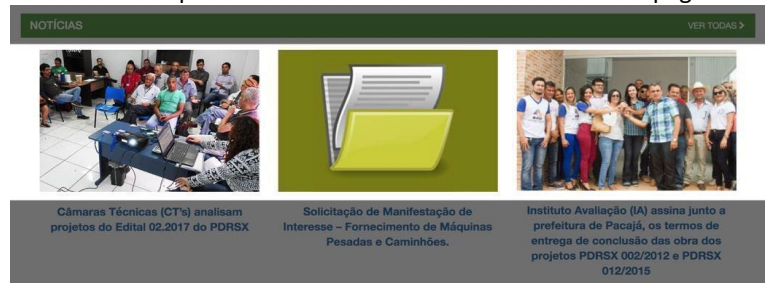 NOTÍCIAS
VER TODAS
Câmaras Técnicas (CT's) analisam
projetos do Edital 02.2017 do PDRSX
Solicitação de Manifestação de
Interesse – Fornecimento de Máquinas
Pesadas e Caminhões.
Instituto Avaliação (IA) assina junto a
prefeitura de Pacajá, os termos de
entrega de conclusão das obra dos
projetos PDRSX 002/2012 e PDRSX
012/2015